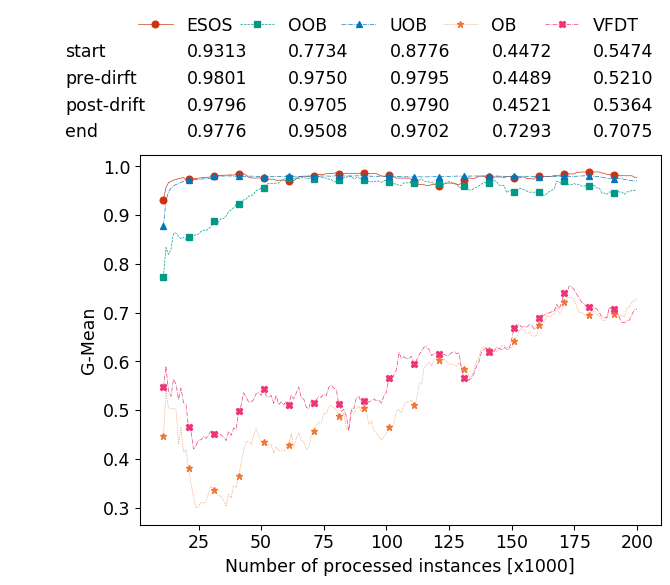 ESOS OOB UOB OB VFDT
start 0.9313 0.7734 0.8776 0.4472 0.5474
pre-dirft 0.9801 0.9750 0.9795 0.4489 0.5210
post-drift 0.9796 0.9705 0.9790 0.4521 0.5364
end 0.9776 0.9508 0.9702 0.7293 0.7075
1.0
0.9
0.8
0.7
0.6
0.5
0.4
0.3
G-Mean
25 50 75 100 125 150 175 200
Number of processed instances [x1000]